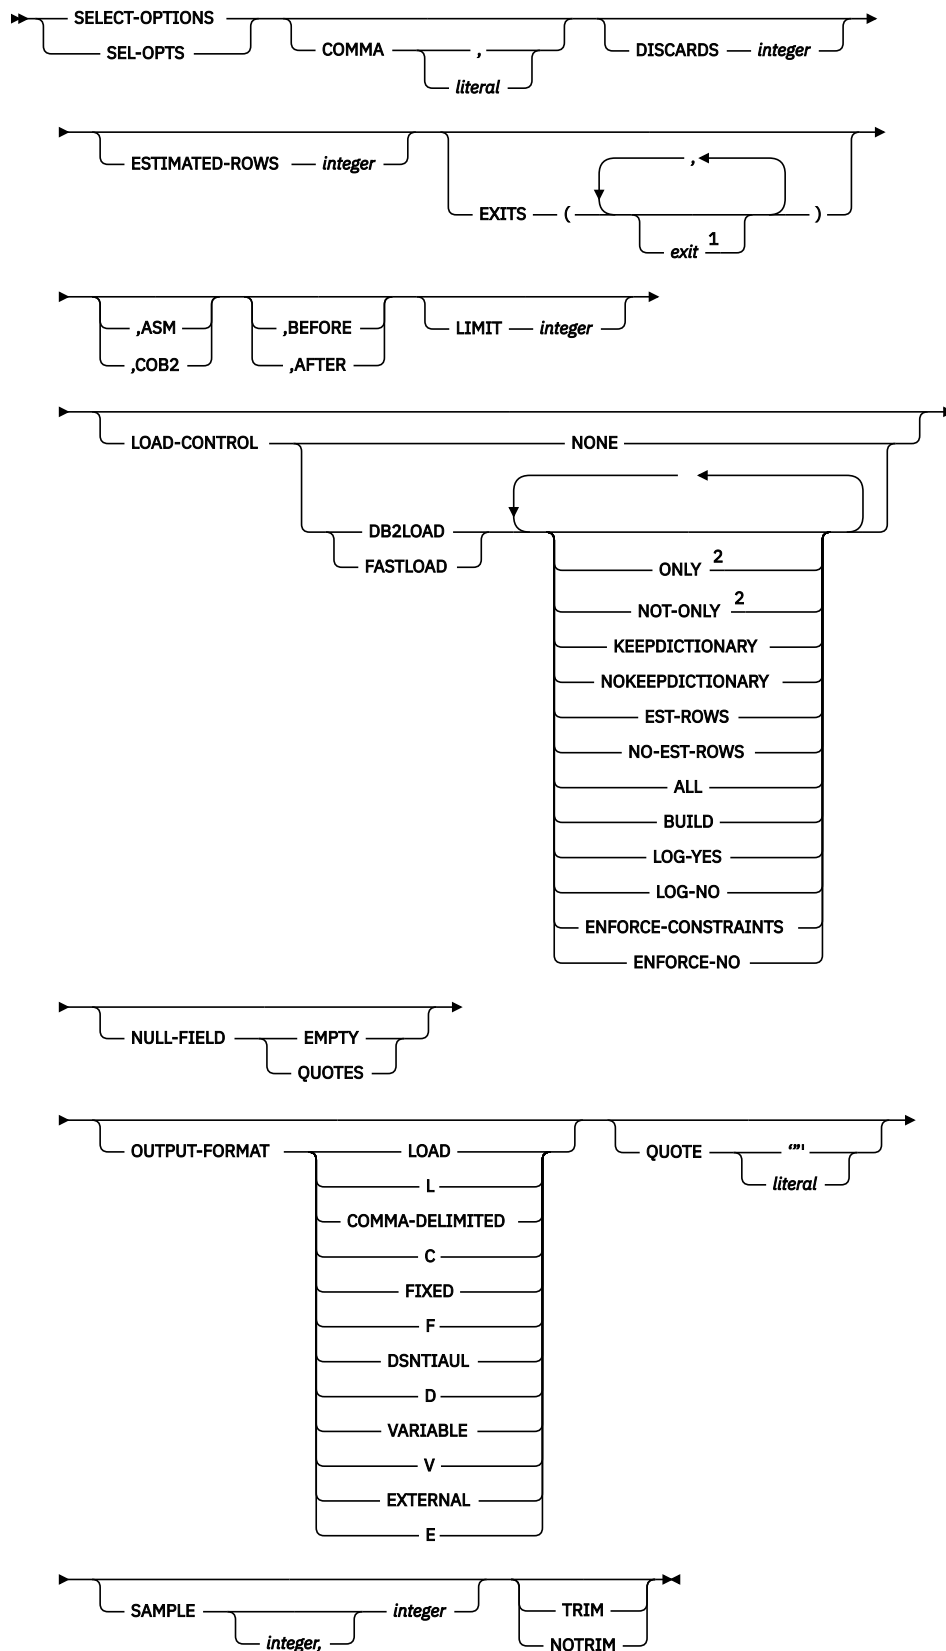 SELECT-OPTIONS
SEL-OPTS
COMMA ,
literal
DISCARDS integer
ESTIMATED-ROWS integer
EXITS ( , )
exit 1
,ASM
,COB2
,BEFORE
,AFTER
LIMIT integer
LOAD-CONTROL NONE
DB2LOAD
FASTLOAD
ONLY 2
NOT-ONLY 2
KEEPDICTIONARY
NOKEEPDICTIONARY
EST-ROWS
NO-EST-ROWS
ALL
BUILD
LOG-YES
LOG-NO
ENFORCE-CONSTRAINTS
ENFORCE-NO
NULL-FIELD EMPTY
QUOTES
OUTPUT-FORMAT LOAD
L
COMMA-DELIMITED
C
FIXED
F
DSNTIAUL
D
VARIABLE
V
EXTERNAL
E
QUOTE ‘”'
literal
SAMPLE integer
integer,
TRIM
NOTRIM